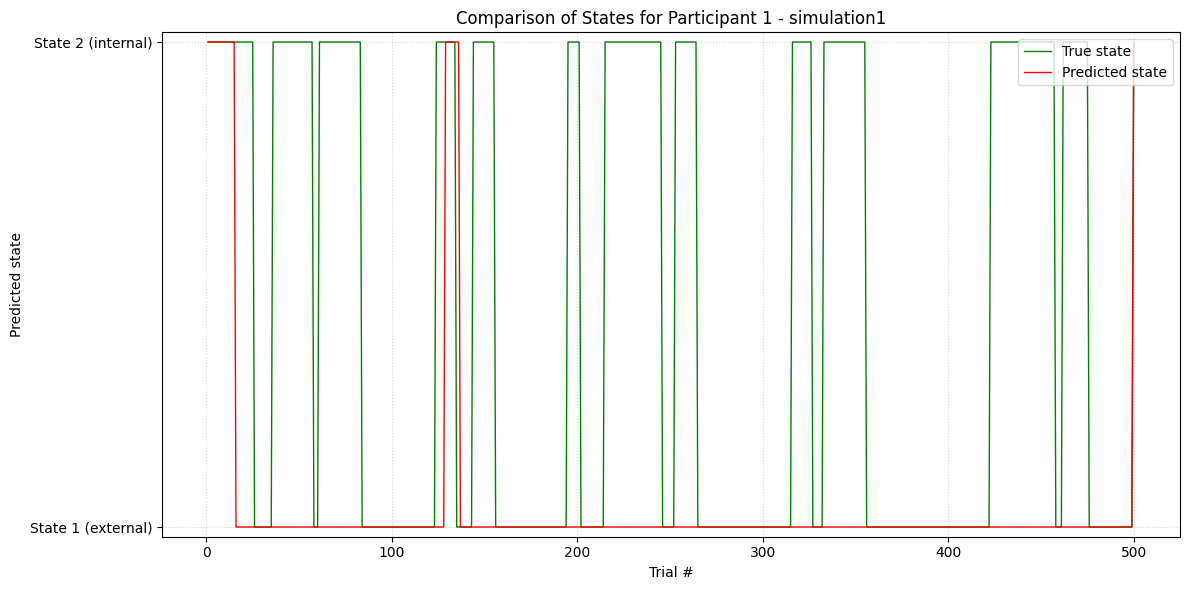 Comparison of States for Participant 1 - simulation1
State 2 (internal)
True state
Predicted state
Predicted state
State 1 (external)
0
100
200
300
400
500
Trial #